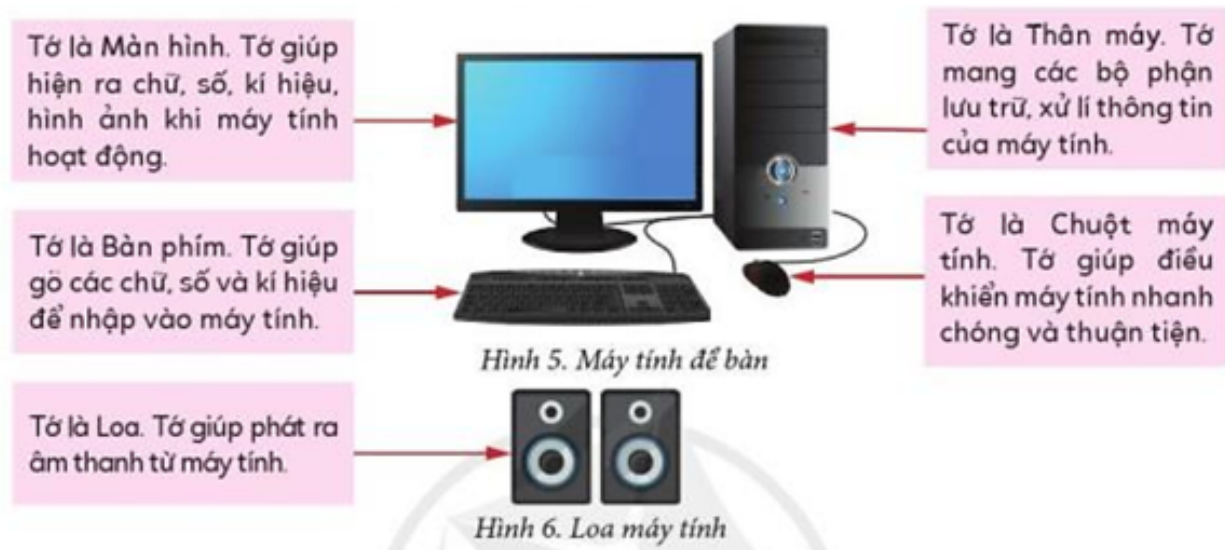 Tớ là Màn hình. Tớ giúp
hiện ra chữ, số, kí hiệu,
hình ảnh khi máy tính
hoạt động.
Tớ là Thân máy. Tớ
mang các bộ phận
lưu trữ, xử lí thông tin
của máy tính.
Tớ là Bàn phím. Tớ giúp
gõ các chữ, số và kí hiệu
để nhập vào máy tính.
Tớ là Chuột máy
tính. Tớ giúp điều
khiển máy tính nhanh
chóng và thuận tiện.
Hình 5. Máy tính để bàn
Tớ là Loa. Tớ giúp phát ra
âm thanh từ máy tính.
Hình 6. Loa máy tính